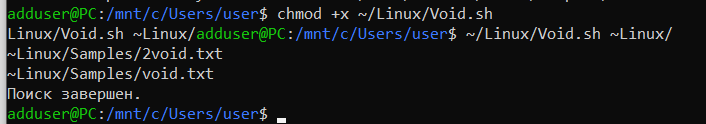 adduser@PC:/mnt/c/Users/user$ chmod +x ~/Linux/Void.sh
Linux/Void.sh ~Linux/adduser@PC:/mnt/c/Users/user$ ~/Linux/Void.sh ~Linux/
~Linux/Samples/2void.txt
~Linux/Samples/void.txt
Поиск завершен.
adduser@PC:/mnt/c/Users/user$